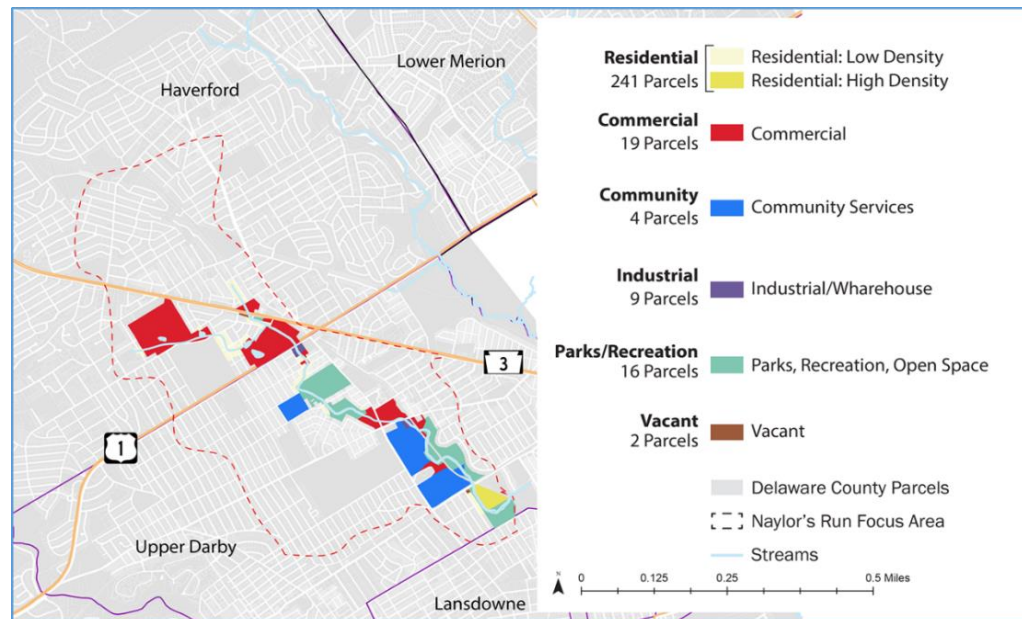 Haverford
Lower Merion
3
1
Upper Darby
Lansdowne
Residential
241 Parcels
Residential: Low Density
Residential: High Density
Commercial
19 Parcels
Commercial
Community
4 Parcels
Community Services
Industrial
9 Parcels
Industrial/Wharehouse
Parks/Recreation
16 Parcels
Parks, Recreation, Open Space
Vacant
2 Parcels
Vacant
Delaware County Parcels
Naylor's Run Focus Area
Streams
N
0 0.125 0.25 0.5 Miles